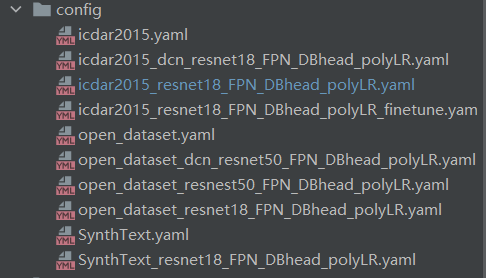 config
YML icdar2015.yaml
YML icdar2015_dcn_resnet18_FPN_DBhead_polyLR.yaml
YML icdar2015_resnet18_FPN_DBhead_polyLR.yaml
YML icdar2015_resnet18_FPN_DBhead_polyLR_finetune.yam
YML open_dataset.yaml
YML open_dataset_dcn_resnet50_FPN_DBhead_polyLR.yaml
YML open_dataset_resnest50_FPN_DBhead_polyLR.yaml
YML open_dataset_resnet18_FPN_DBhead_polyLR.yaml
YML SynthText.yaml
YML SynthText_resnet18_FPN_DBhead_polyLR.yaml